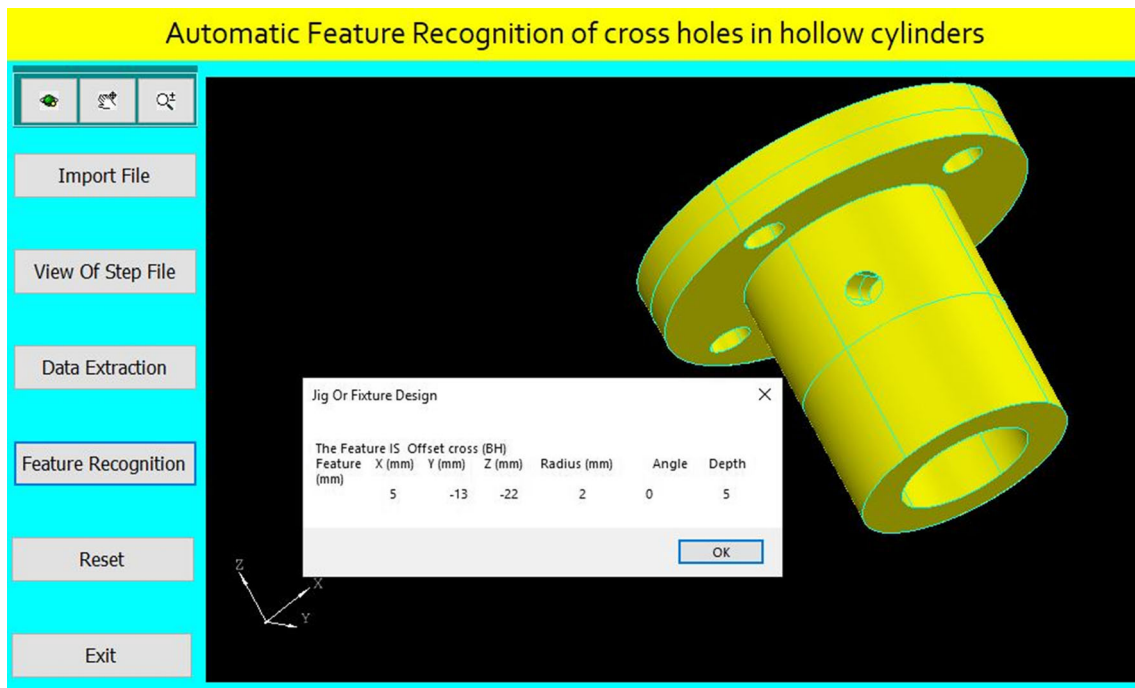 Automatic Feature Recognition of cross holes in hollow cylinders
Import File
View Of Step File
Data Extraction
Feature Recognition
Reset
Exit
Jig Or Fixture Design
The Feature IS Offset cross (BH)
Feature X (mm) Y (mm) Z (mm) Radius (mm) Angle Depth
(mm)
5 -13 -22 2 0 5
OK
Z
X
Y